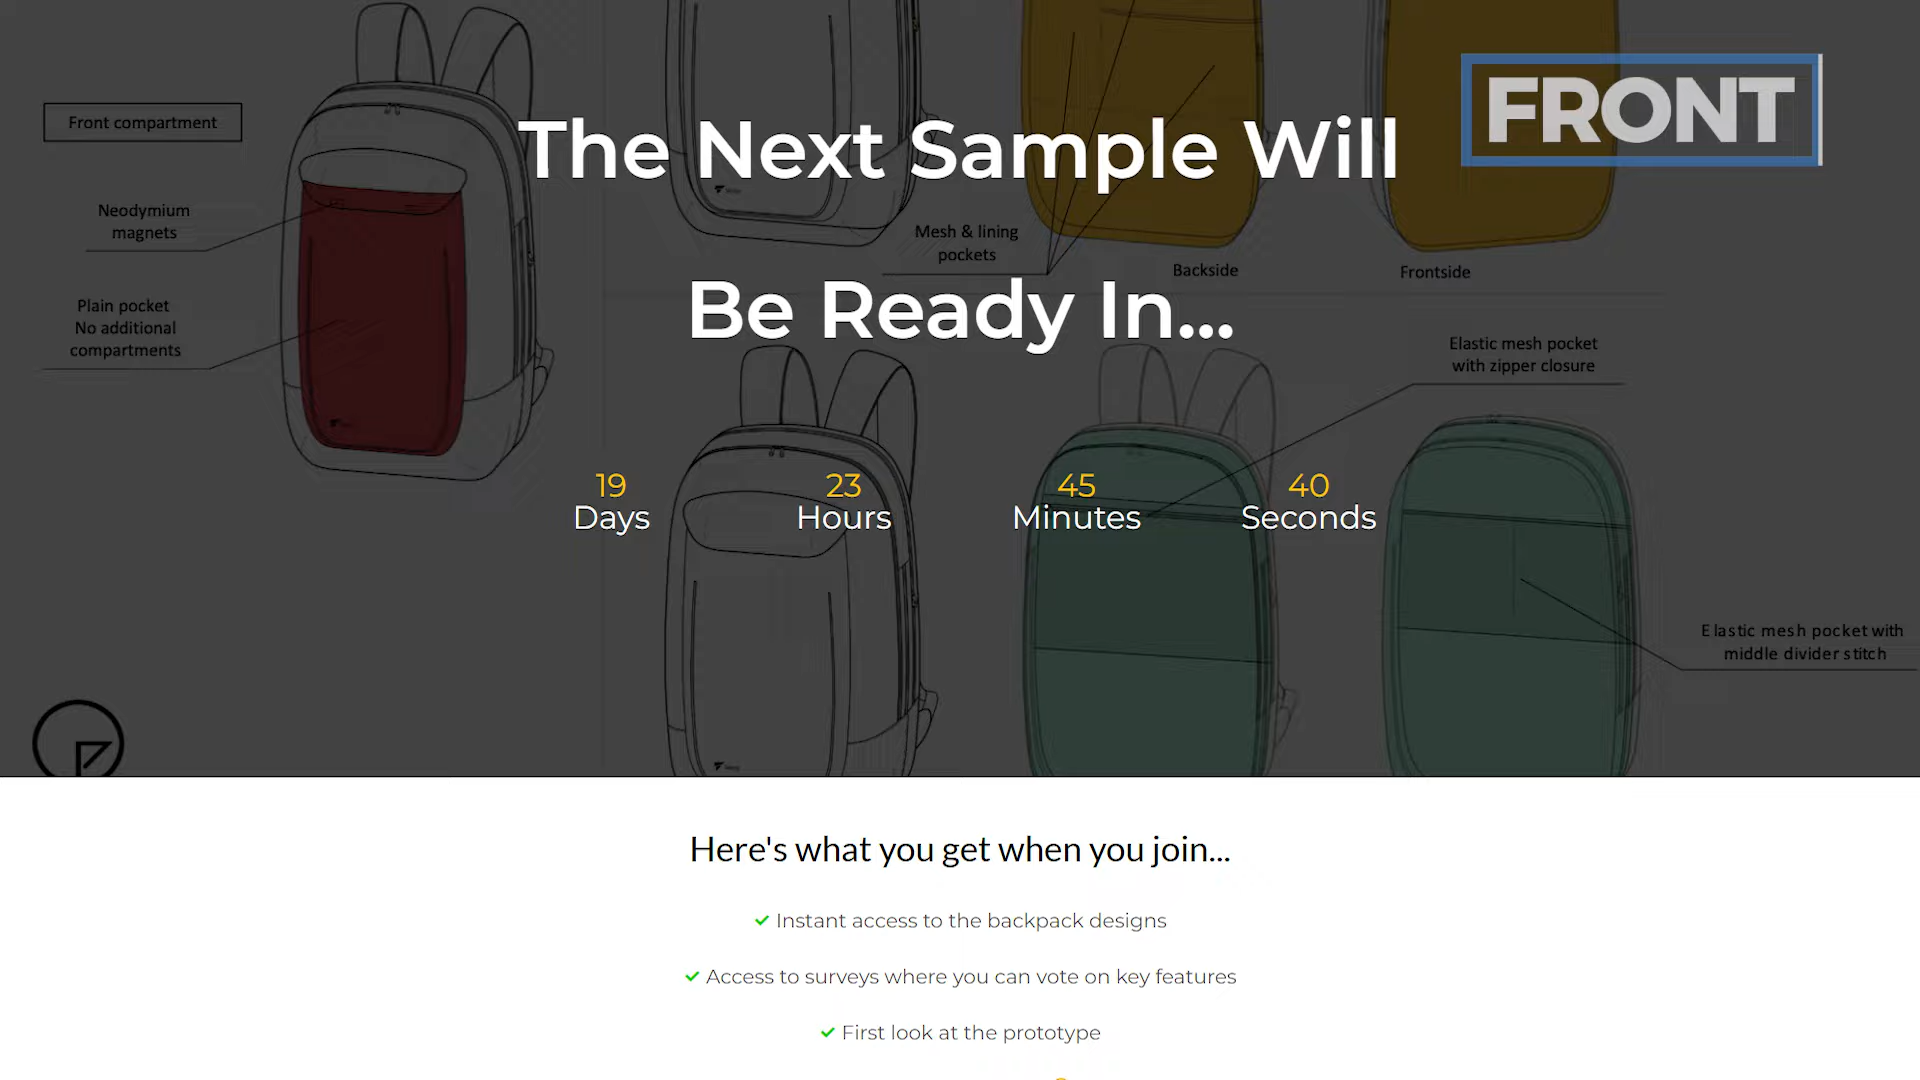 FRONT
Front compartment
The Next Sample Will
Neodymium
magnets
Mesh & lining
pockets
Backside
Frontside
Be Ready In...
Plain pocket
No additional
compartments
Elastic mesh pocket
with zipper closure
19
Days
23
Hours
45
Minutes
40
Seconds
Elastic mesh pocket with
middle divider stitch
Here's what you get when you join...
Instant access to the backpack designs
Access to surveys where you can vote on key features
First look at the prototype